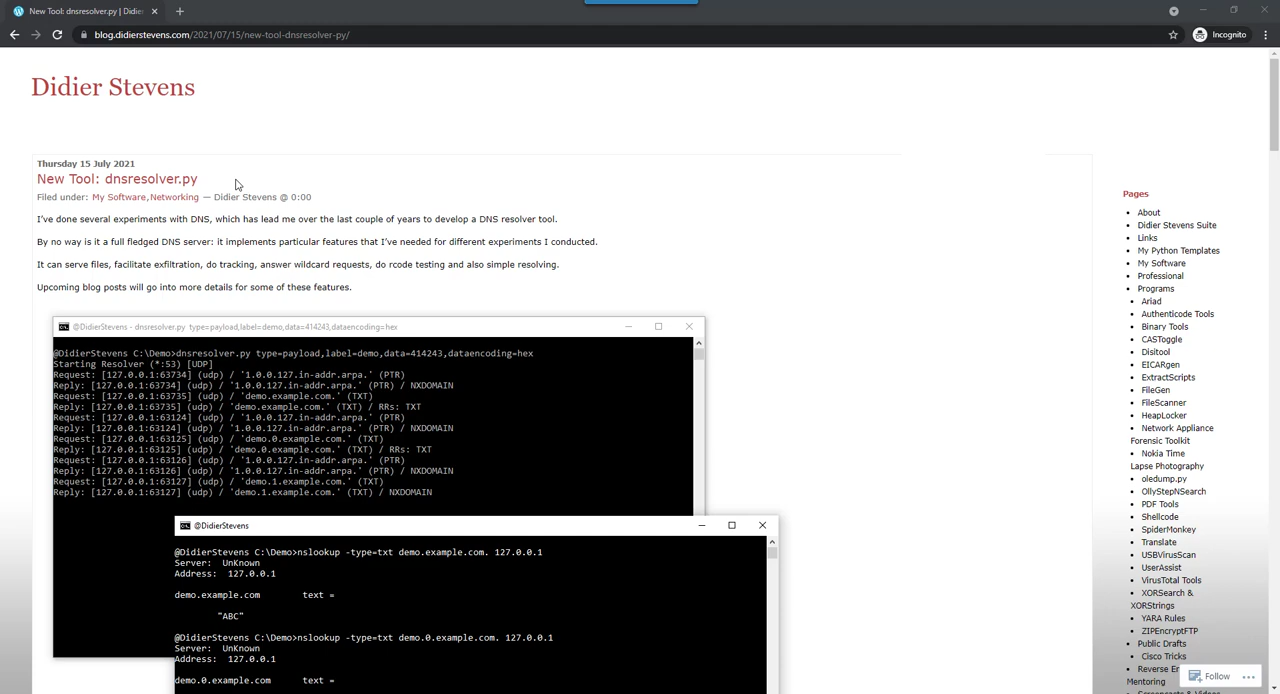 New Tool: dnsresolver.py | Didie
blog.didierstevens.com/2021/07/15/new-tool-dnsresolver-py/
Incognito
Didier Stevens
Thursday 15 July 2021
New Tool: dnsresolver.py
Filed under: My Software,Networking — Didier Stevens @ 0:00
I've done several experiments with DNS, which has lead me over the last couple of years to develop a DNS resolver tool.
By no way is it a full fledged DNS server: it implements particular features that I've needed for different experiments I conducted.
It can serve files, facilitate exfiltration, do tracking, answer wildcard requests, do rcode testing and also simple resolving.
Upcoming blog posts will go into more details for some of these features.
@DidierStevens - dnsresolver.py type=payload,label=demo,data=414243,dataencoding=hex
@DidierStevens C:\Demo>dnsresolver.py type=payload,label=demo,data=414243,dataencoding=hex
Starting Resolver (*:53) [UDP]
Request: [127.0.0.1:63734] (udp) / '1.0.0.127.in-addr.arpa.' (PTR)
Reply: [127.0.0.1:63734] (udp) / '1.0.0.127.in-addr.arpa.' (PTR) / NXDOMAIN
Request: [127.0.0.1:63735] (udp) / 'demo.example.com.' (TXT)
Reply: [127.0.0.1:63735] (udp) / 'demo.example.com.' (TXT) / RRs: TXT
Request: [127.0.0.1:63124] (udp) / '1.0.0.127.in-addr.arpa.' (PTR)
Reply: [127.0.0.1:63124] (udp) / '1.0.0.127.in-addr.arpa.' (PTR) / NXDOMAIN
Request: [127.0.0.1:63125] (udp) / 'demo.0.example.com.' (TXT)
Reply: [127.0.0.1:63125] (udp) / 'demo.0.example.com.' (TXT) / RRs: TXT
Request: [127.0.0.1:63126] (udp) / '1.0.0.127.in-addr.arpa.' (PTR)
Reply: [127.0.0.1:63126] (udp) / '1.0.0.127.in-addr.arpa.' (PTR) / NXDOMAIN
Request: [127.0.0.1:63127] (udp) / 'demo.1.example.com.' (TXT)
Reply: [127.0.0.1:63127] (udp) / 'demo.1.example.com.' (TXT) / NXDOMAIN
@DidierStevens
@DidierStevens C:\Demo>nslookup -type=txt demo.example.com. 127.0.0.1
Server: UnKnown
Address: 127.0.0.1
demo.example.com text =
"ABC"
@DidierStevens C:\Demo>nslookup -type=txt demo.0.example.com. 127.0.0.1
Server: UnKnown
Address: 127.0.0.1
demo.0.example.com text =
Pages
About
Didier Stevens Suite
Links
My Python Templates
My Software
Professional
Programs
Ariad
Authenticode Tools
Binary Tools
CASToggle
Disitool
EICARgen
ExtractScripts
FileGen
FileScanner
HeapLocker
Network Appliance
Forensic Toolkit
Nokia Time
Lapse Photography
oledump.py
OllyStepNSearch
PDF Tools
Shellcode
SpiderMonkey
Translate
USBVirusScan
UserAssist
VirusTotal Tools
XORSearch &
XORStrings
YARA Rules
ZIPEncryptFTP
Public Drafts
Cisco Tricks
Reverse En
Mentoring
Follow